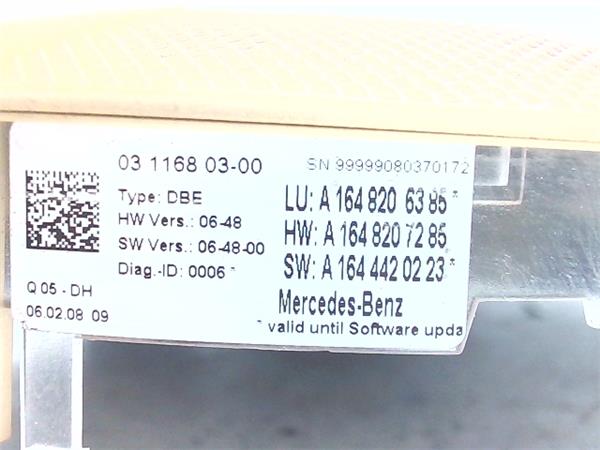 03 1168 03-00
SN 99999080370172
Type: DBE
HW Vers.: 06-48
SW Vers.: 06-48-00
Diag.-ID: 0006*
LU: A 164 820 63 85*
HW: A 164 820 72 85
SW: A 164 442 02 23*
Mercedes-Benz
Q 05 - DH
06.02.08 09
*valid until Software upda